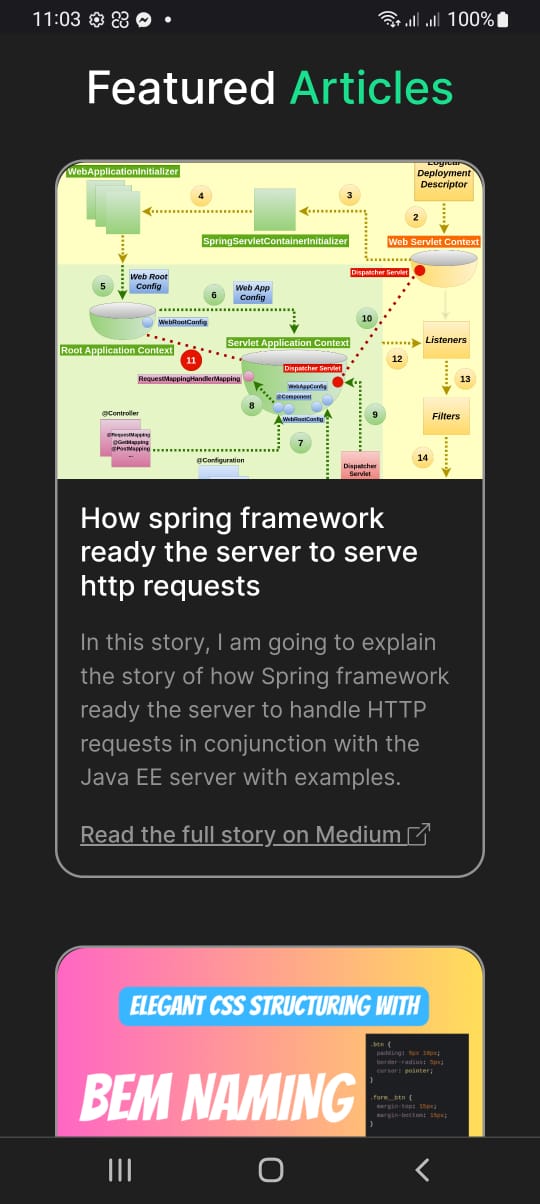 11:03
100%
Featured Articles
WebApplicationInitializer
Logical
Deployment
Descriptor
4
3
2
SpringServletContainerInitializer
Web Servlet Context
Dispatcher Servlet
5
Web Root
Config
6
Web App
Config
10
WebRootConfig
Listeners
Root Application Context
11
Servlet Application Context
12
Dispatcher Servlet
RequestMappingHandlerMapping
13
WebAppConfig
@Component
8
9
Filters
@Controller
WebRootConfig
@RequestMapping
@GetMapping
@PostMapping
...
7
14
@Configuration
Dispatcher
Servlet
How spring framework
ready the server to serve
http requests
In this story, I am going to explain
the story of how Spring framework
ready the server to handle HTTP
requests in conjunction with the
Java EE server with examples.
Read the full story on Medium
ELEGANT CSS STRUCTURING WITH
BEM NAMING
.btn {
padding: 5px 10px;
border-radius: 5px;
cursor: pointer;
}
.form__btn {
margin-top: 15px;
margin-bottom: 15px;
}